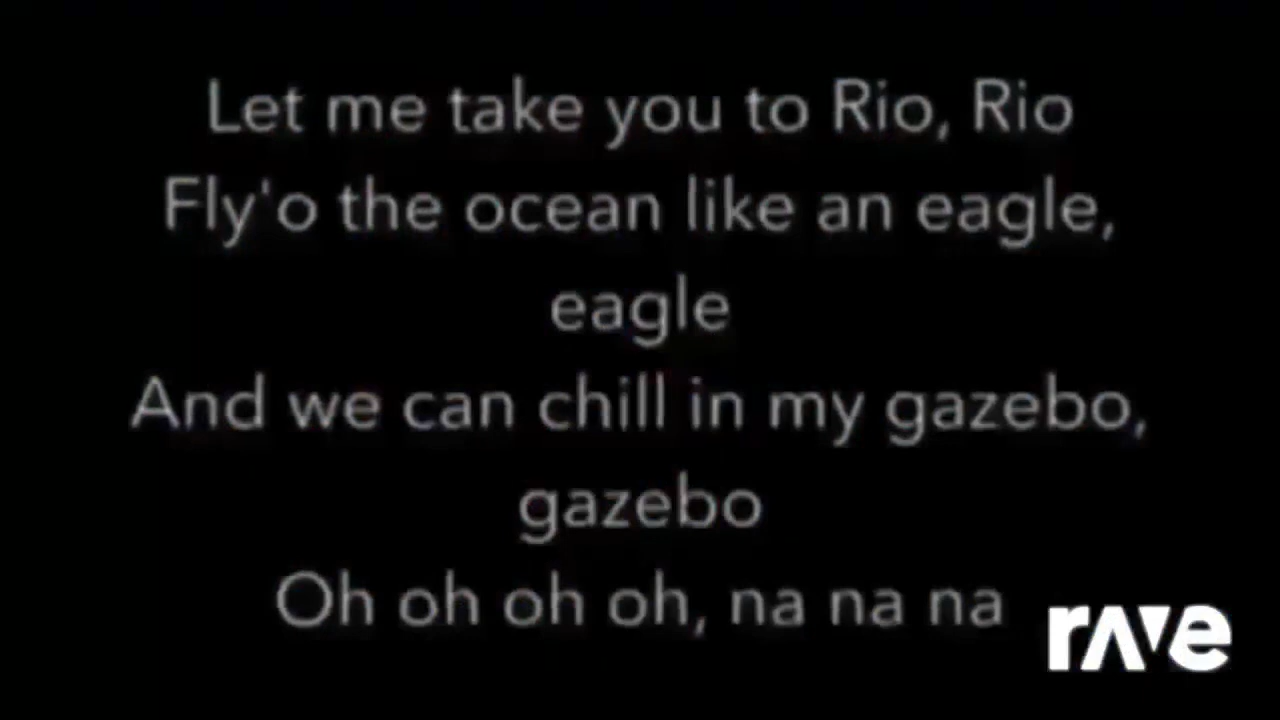 Let me take you to Rio, Rio
Fly'o the ocean like an eagle,
eagle
And we can chill in my gazebo,
gazebo
Oh oh oh oh, na na na
rave